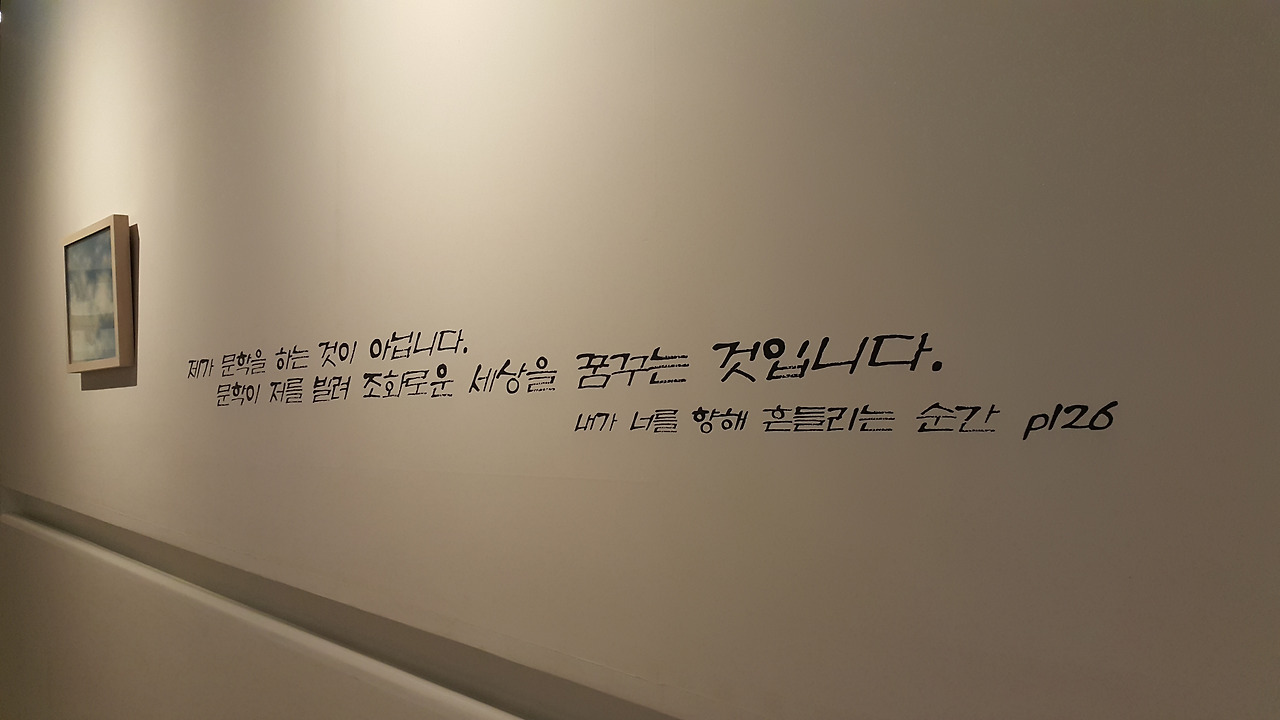 제가 문학을 하는 것이 아닙니다.
문학이 저를 빌려 조화로운 세상을 꿈꾸는 것입니다.
내가 너를 향해 흔들리는 순간 p126